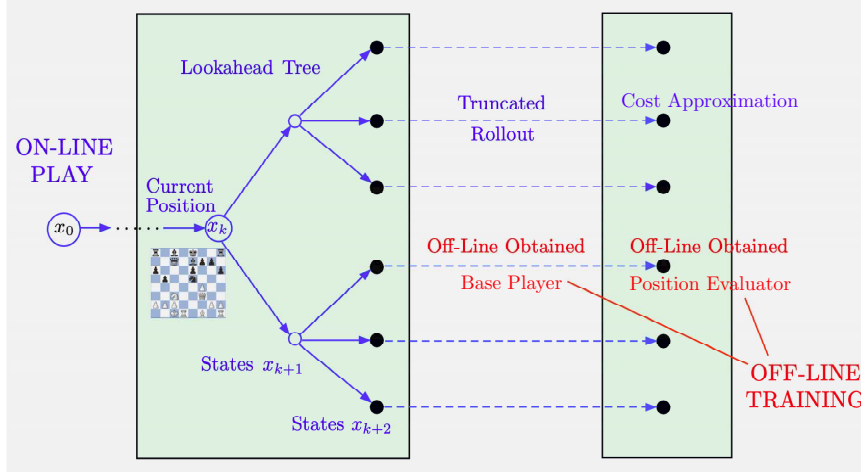 Lookahead Tree
Truncated
Rollout
Cost Approximation
ON-LINE
PLAY
Current
Position
x₀
xₖ
Off-Line Obtained
Base Player
Off-Line Obtained
Position Evaluator
States xₖ₊₁
States xₖ₊₂
OFF-LINE
TRAINING